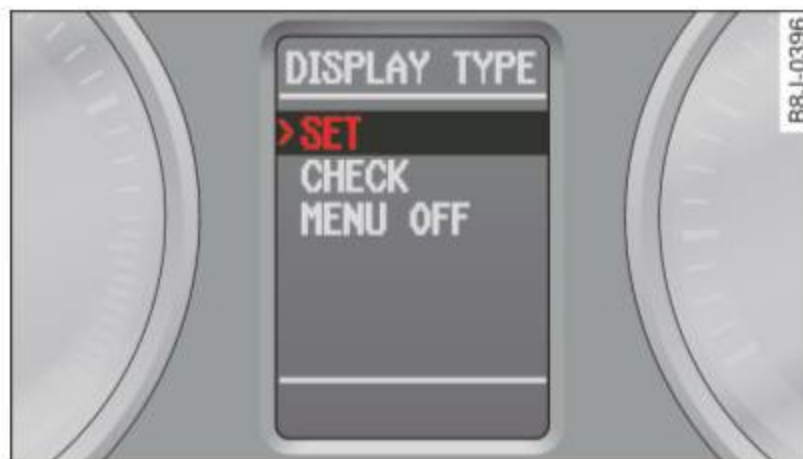 DISPLAY TYPE
>SET
CHECK
MENU OFF
B8J-0396